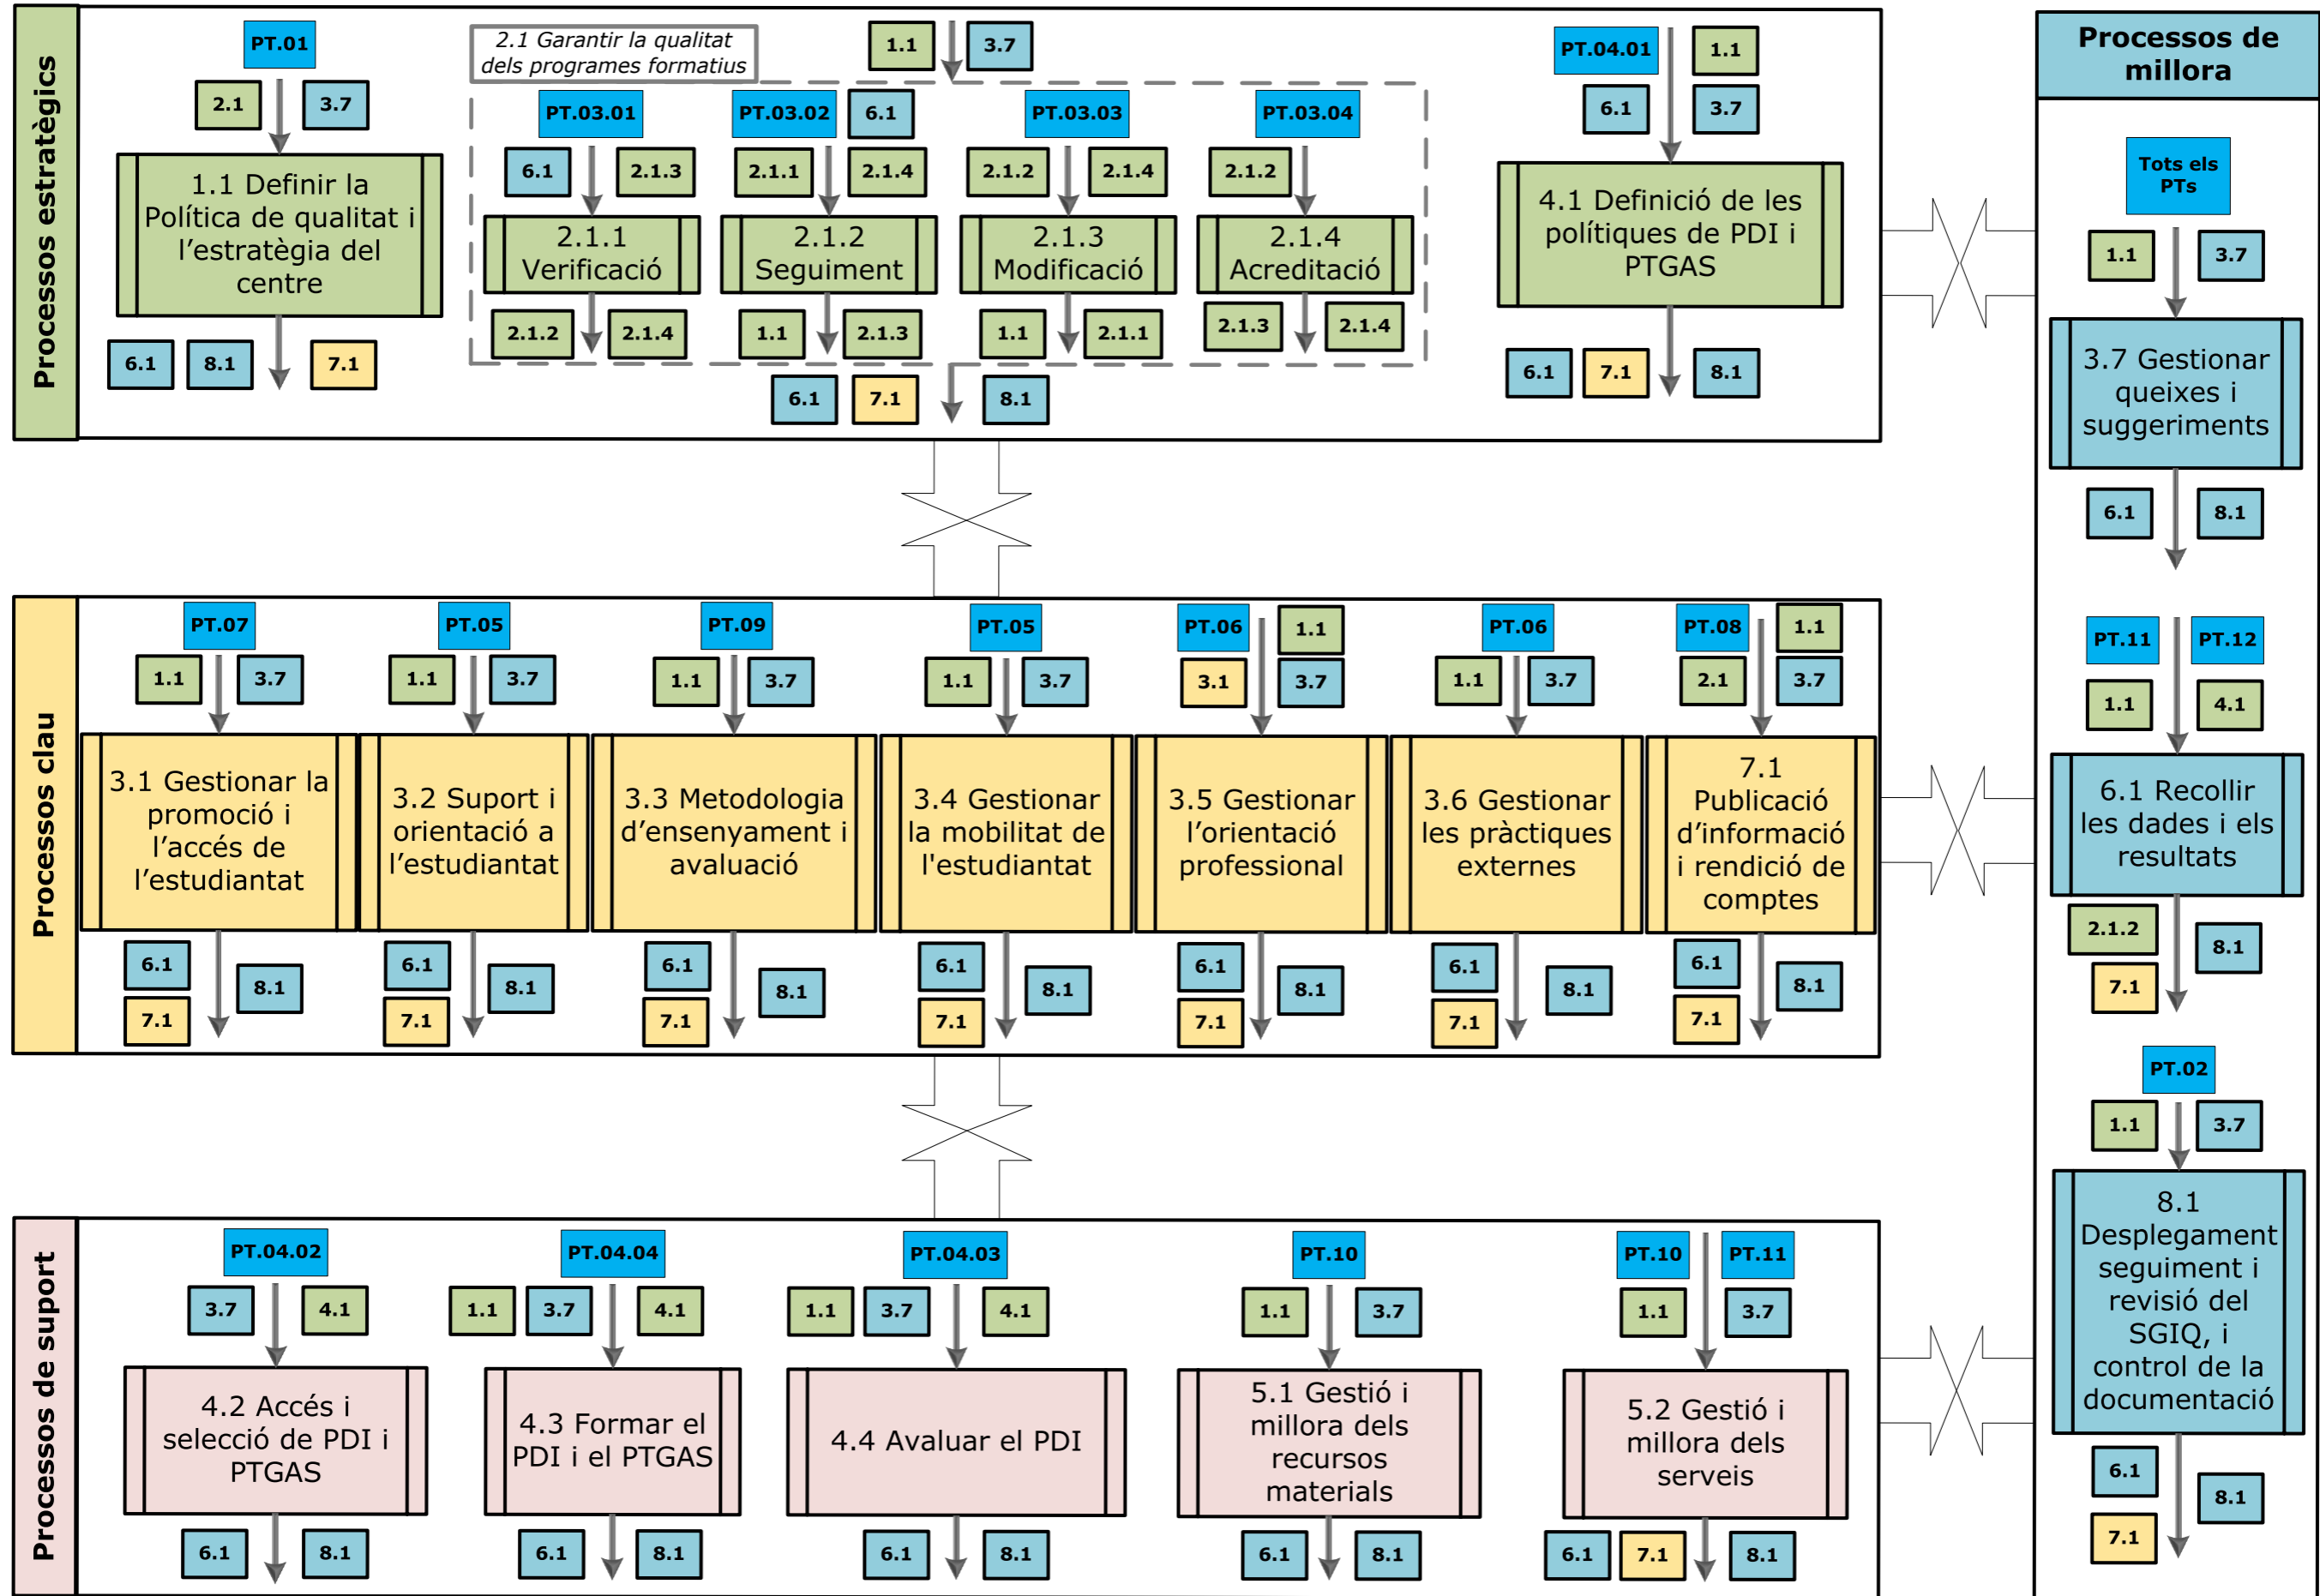 Processos estratègics
PT.01
2.1
3.7
1.1 Definir la
Política de qualitat i
l'estratègia del
centre
6.1
8.1
7.1
2.1 Garantir la qualitat
dels programes formatius
1.1
3.7
PT.03.01
6.1
2.1.3
2.1.1
Verificació
2.1.2
2.1.4
PT.03.02
6.1
2.1.1
2.1.4
2.1.2
Seguiment
1.1
2.1.3
PT.03.03
2.1.2
2.1.4
2.1.3
Modificació
1.1
2.1.1
PT.03.04
2.1.2
2.1.4
Acreditació
2.1.3
2.1.4
6.1
7.1
8.1
PT.04.01
1.1
6.1
3.7
4.1 Definició de les
polítiques de PDI i
PTGAS
6.1
7.1
8.1
Processos clau
PT.07
1.1
3.7
3.1 Gestionar la
promoció i
l'accés de
l'estudiantat
6.1
8.1
7.1
PT.05
1.1
3.7
3.2 Suport i
orientació a
l'estudiantat
6.1
8.1
7.1
PT.09
1.1
3.7
3.3 Metodologia
d'ensenyament i
avaluació
6.1
8.1
7.1
PT.05
1.1
3.7
3.4 Gestionar
la mobilitat de
l'estudiantat
6.1
8.1
7.1
PT.06
1.1
3.1
3.7
3.5 Gestionar
l'orientació
professional
6.1
8.1
7.1
PT.06
1.1
3.7
3.6 Gestionar
les pràctiques
externes
6.1
8.1
7.1
PT.08
1.1
2.1
3.7
7.1
Publicació
d'informació
i rendició de
comptes
6.1
8.1
7.1
Processos de suport
PT.04.02
3.7
4.1
4.2 Accés i
selecció de PDI i
PTGAS
6.1
8.1
PT.04.04
1.1
3.7
4.1
4.3 Formar el
PDI i el PTGAS
6.1
8.1
PT.04.03
1.1
3.7
4.1
4.4 Avaluar el PDI
6.1
8.1
PT.10
1.1
3.7
5.1 Gestió i
millora dels
recursos
materials
6.1
8.1
PT.10
PT.11
1.1
3.7
5.2 Gestió i
millora dels
serveis
6.1
7.1
8.1
Processos de
millora
Tots els
PTs
1.1
3.7
3.7 Gestionar
queixes i
suggeriments
6.1
8.1
PT.11
PT.12
1.1
4.1
6.1 Recollir
les dades i els
resultats
2.1.2
8.1
7.1
PT.02
1.1
3.7
8.1
Desplegament
seguiment i
revisió del
SGIQ, i
control de la
documentació
6.1
8.1
7.1